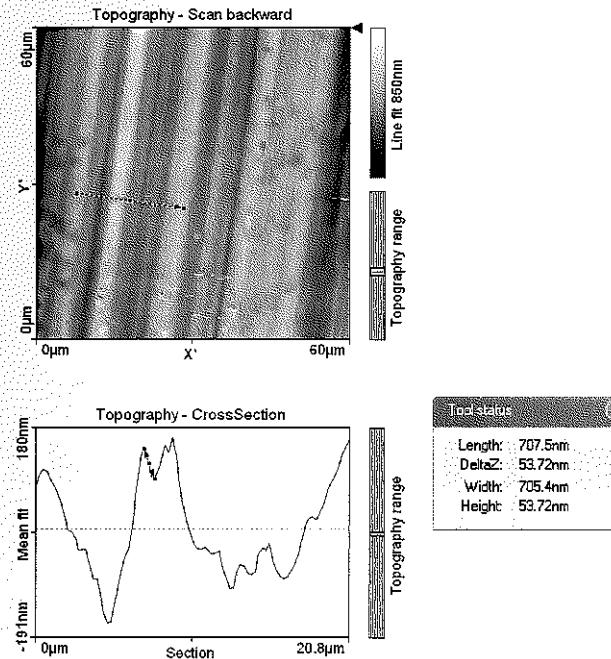 Topography - Scan backward
60µm
Y*
0µm
0µm
X*
60µm
Line fit 850nm
Topography range
Topography - CrossSection
180nm
Mean fit
-191nm
0µm
Section
20.8µm
Topography range
Tool status
Length: 707.5nm
DeltaZ: 53.72nm
Width: 705.4nm
Height: 53.72nm